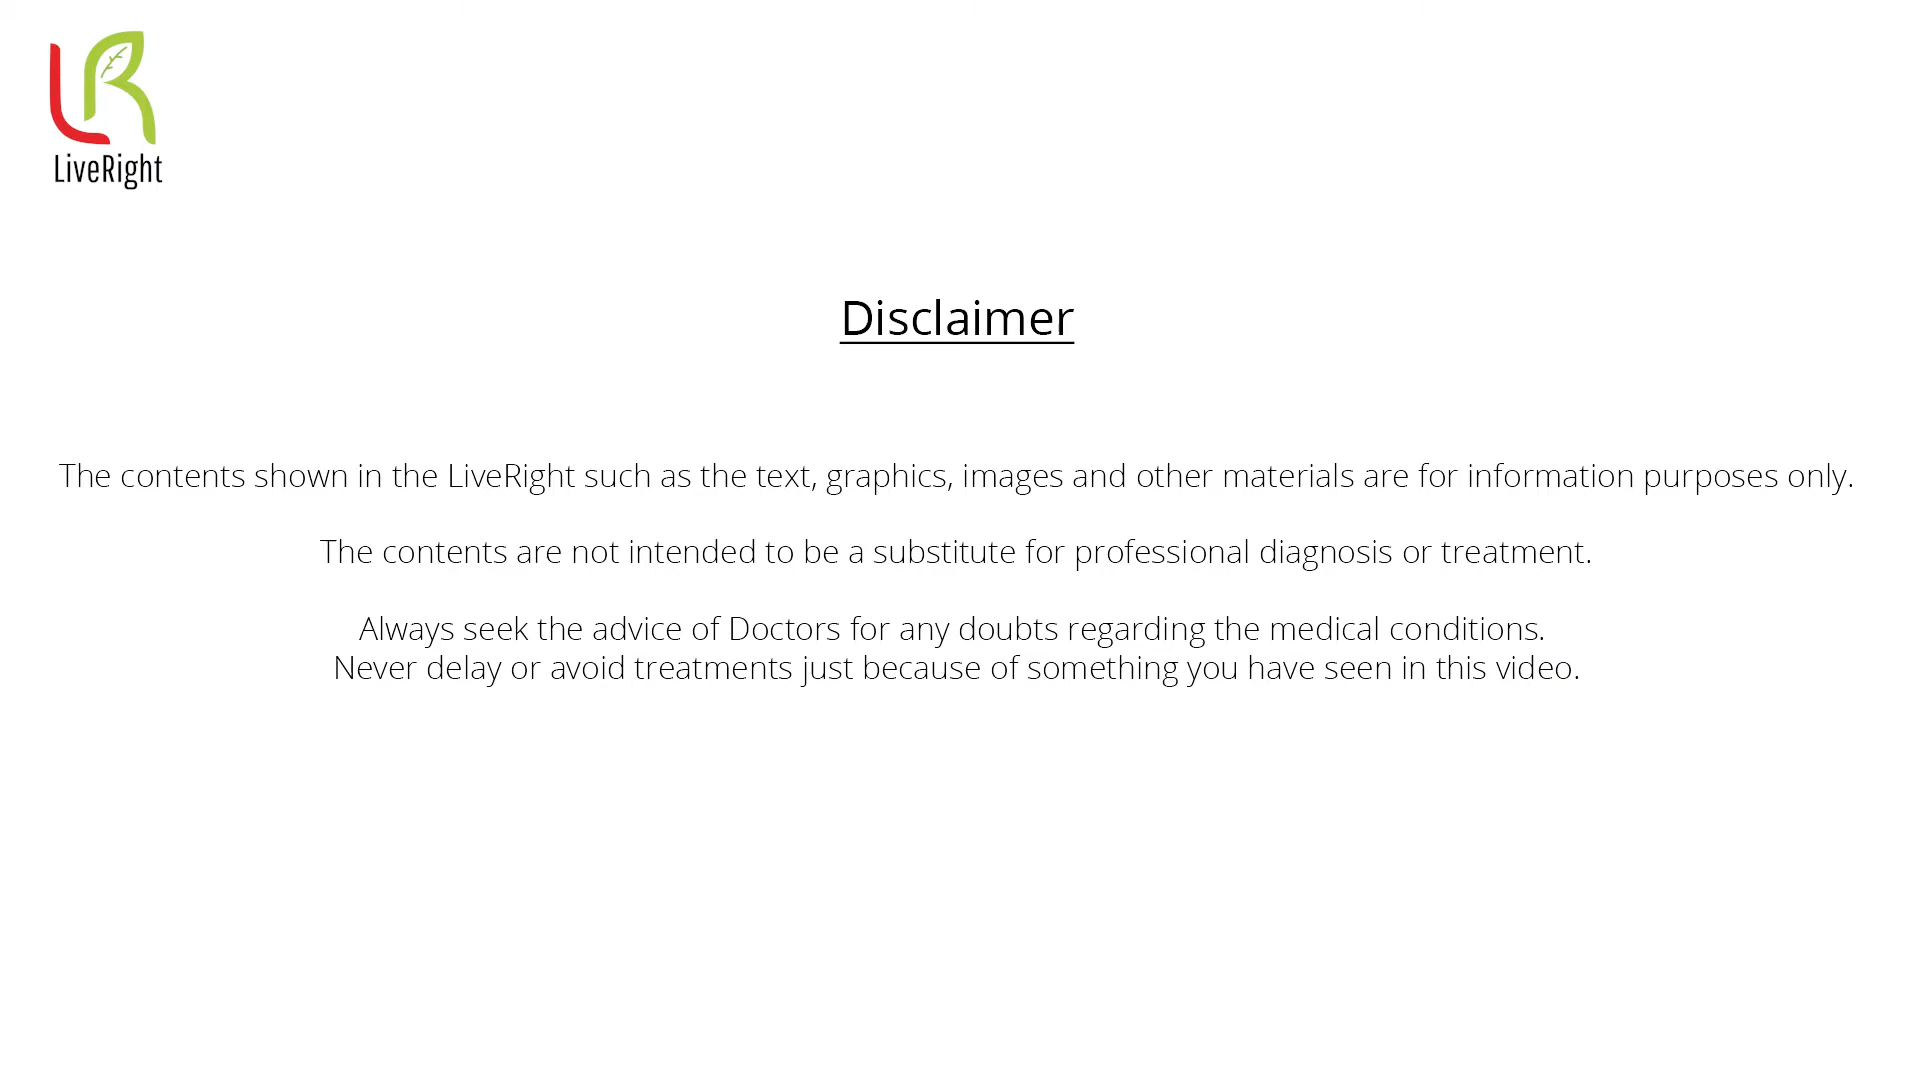 LiveRight
Disclaimer
The contents shown in the LiveRight such as the text, graphics, images and other materials are for information purposes only.
The contents are not intended to be a substitute for professional diagnosis or treatment.
Always seek the advice of Doctors for any doubts regarding the medical conditions.
Never delay or avoid treatments just because of something you have seen in this video.